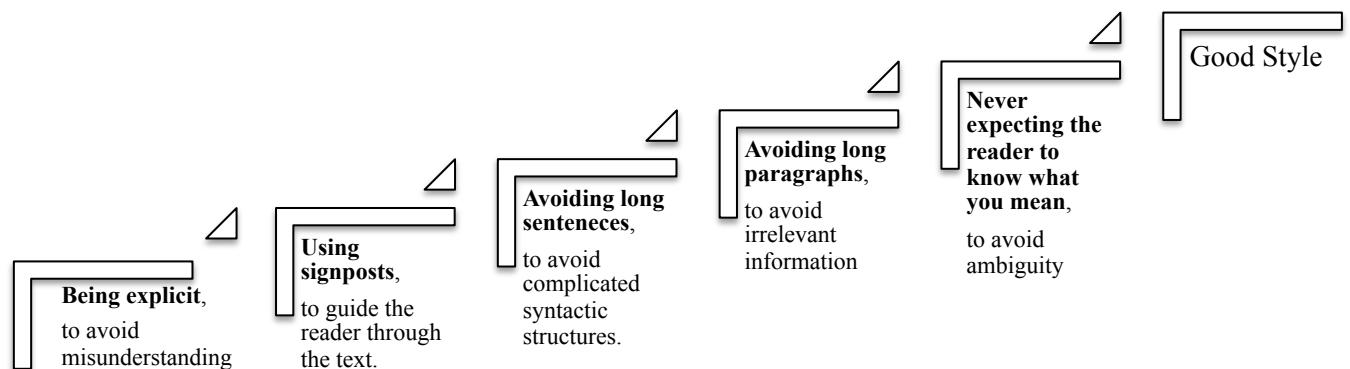 Being explicit,
to avoid
misunderstanding
Using
signposts,
to guide the
reader through
the text.
Avoiding long
senteneces,
to avoid
complicated
syntactic
structures.
Avoiding long
paragraphs,
to avoid
irrelevant
information
Never
expecting the
reader to
know what
you mean,
to avoid
ambiguity
Good Style